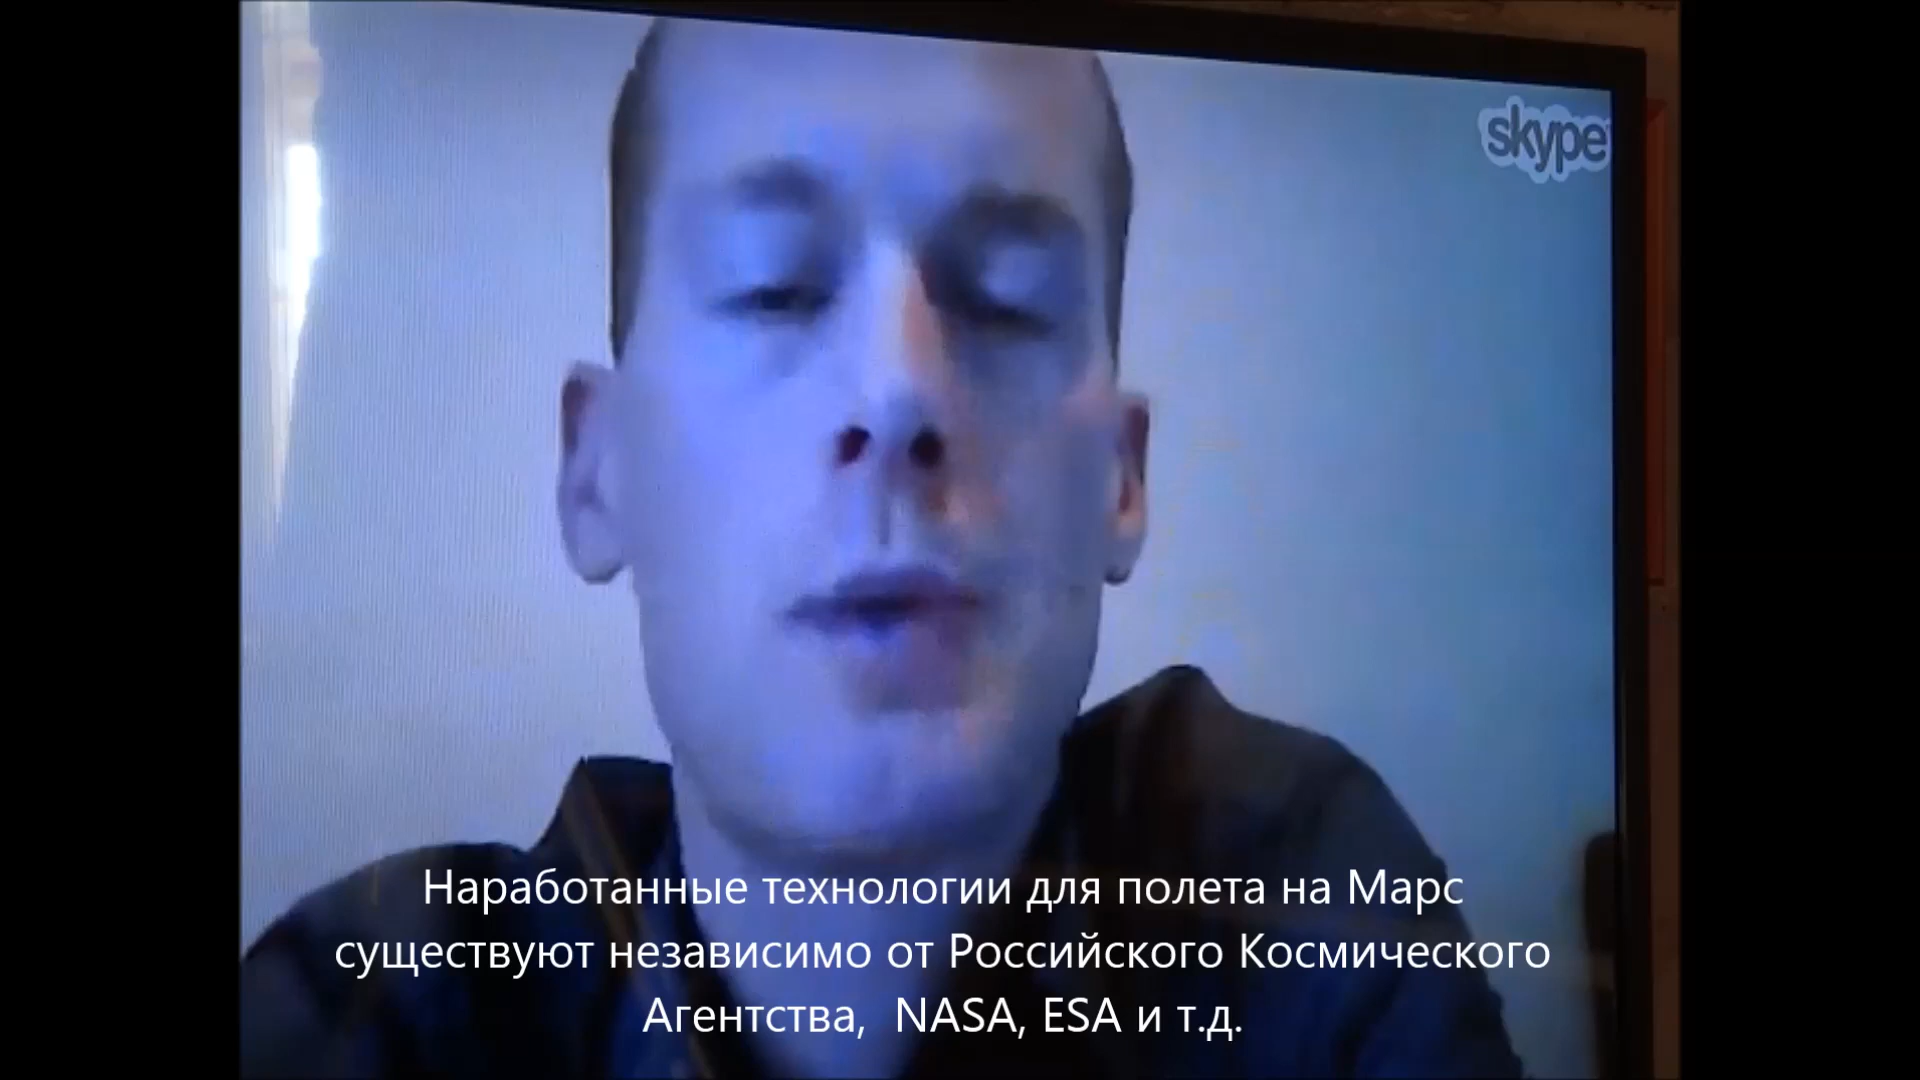 skype
Наработанные технологии для полета на Марс
существуют независимо от Российского Космического
Агентства,  NASA, ESA и т.д.